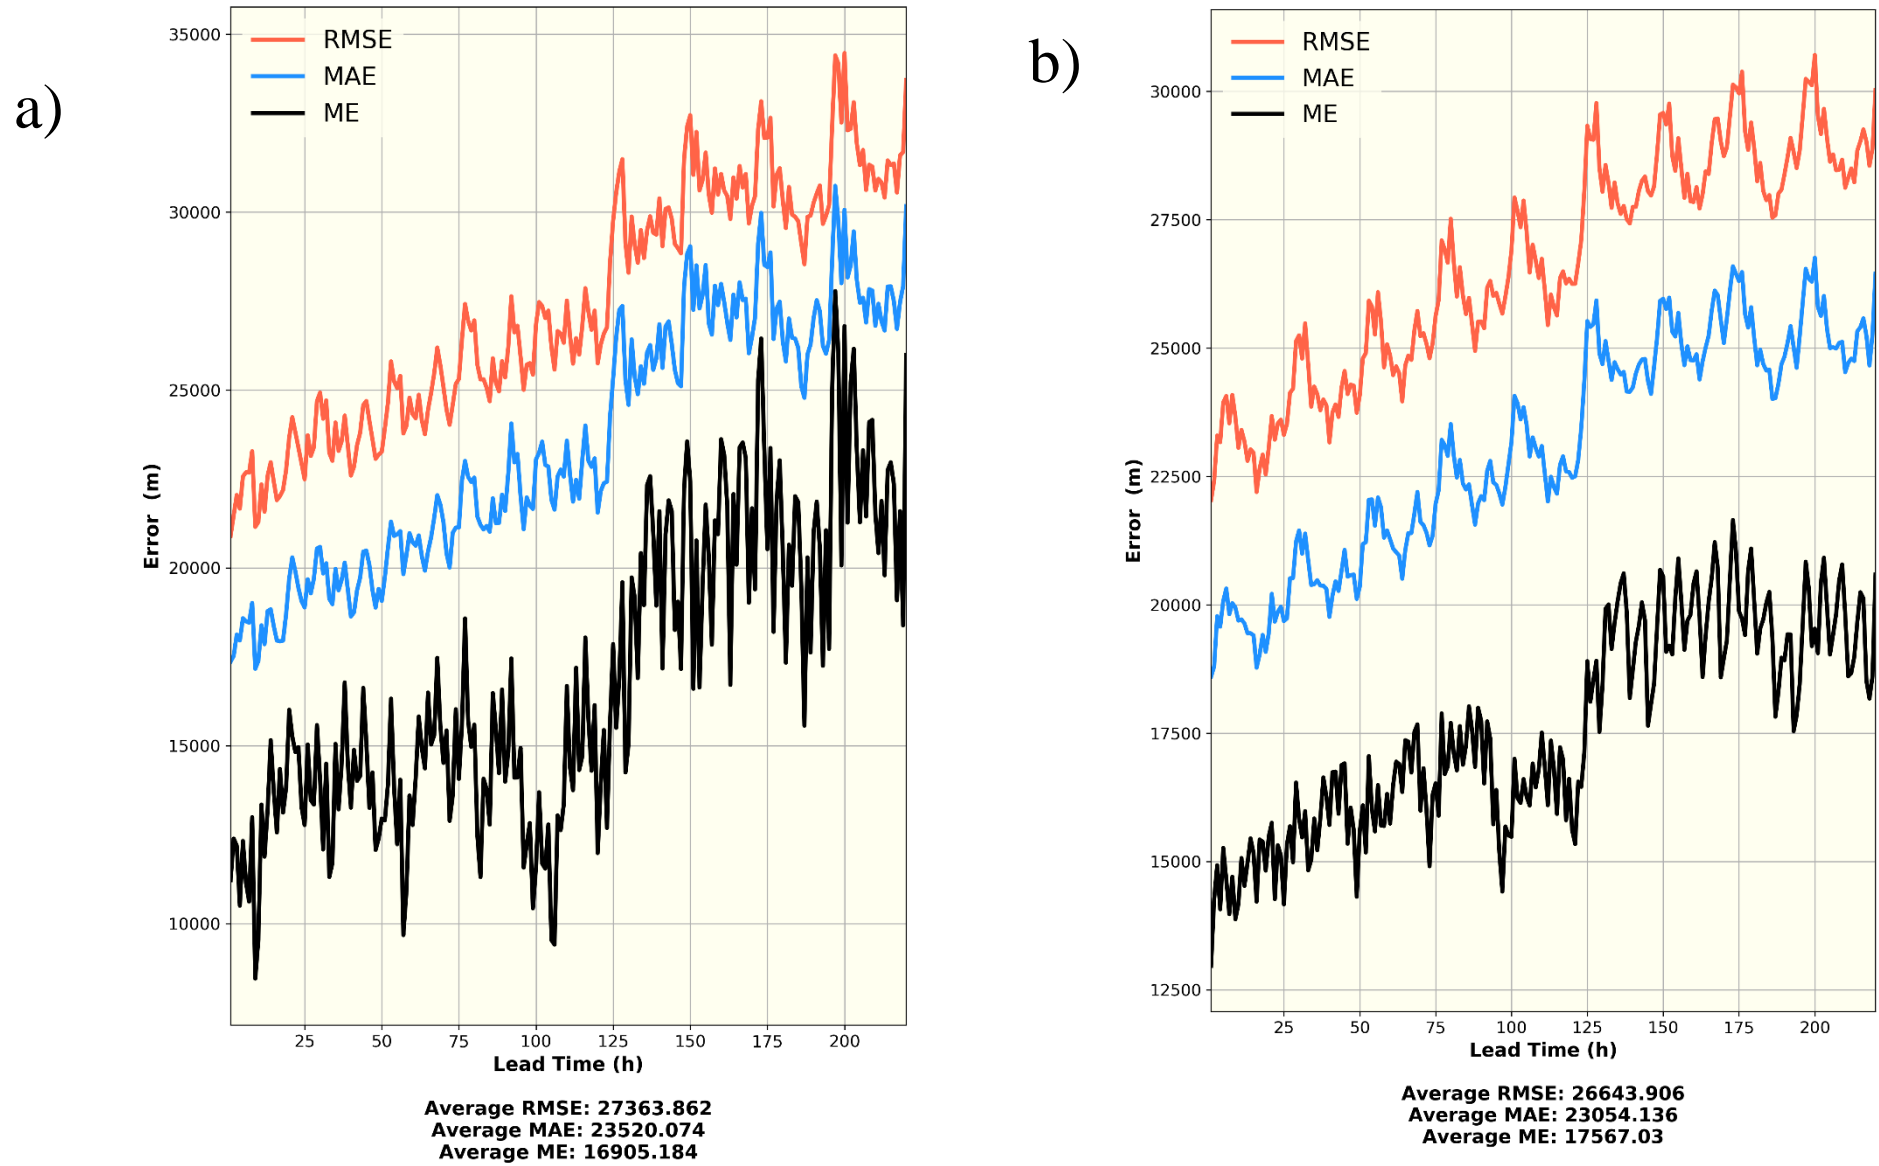 a)
RMSE
MAE
ME
35000
30000
25000
20000
15000
10000
Error (m)
25 50 75 100 125 150 175 200
Lead Time (h)
Average RMSE: 27363.862
Average MAE: 23520.074
Average ME: 16905.184
b)
RMSE
MAE
ME
30000
27500
25000
22500
20000
17500
15000
12500
Error (m)
25 50 75 100 125 150 175 200
Lead Time (h)
Average RMSE: 26643.906
Average MAE: 23054.136
Average ME: 17567.03